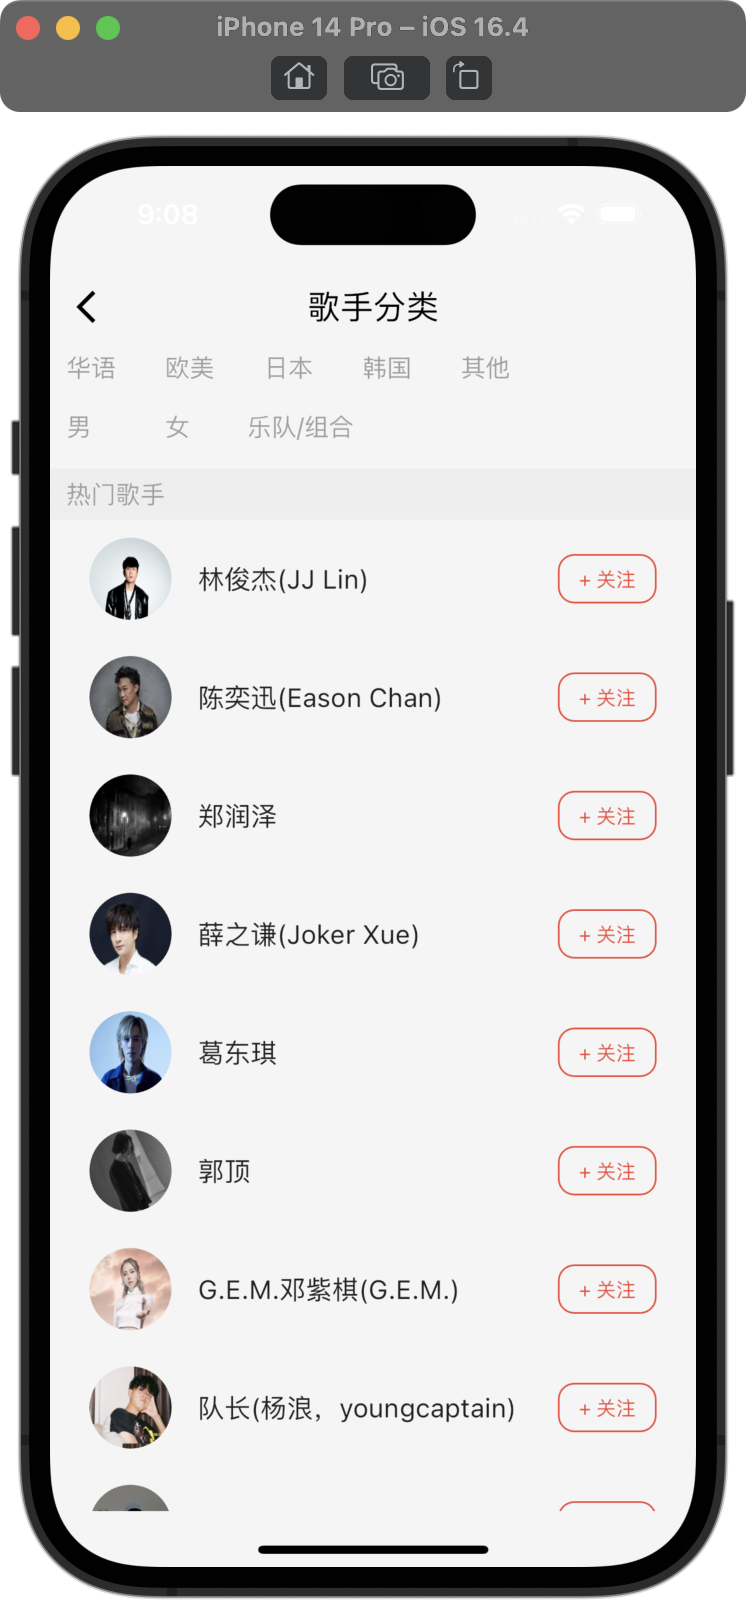 iPhone 14 Pro – iOS 16.4
9:08
歌手分类
华语 欧美 日本 韩国 其他
男 女 乐队/组合
热门歌手
林俊杰(JJ Lin) + 关注
陈奕迅(Eason Chan) + 关注
郑润泽 + 关注
薛之谦(Joker Xue) + 关注
葛东琪 + 关注
郭顶 + 关注
G.E.M.邓紫棋(G.E.M.) + 关注
队长(杨浪，youngcaptain) + 关注